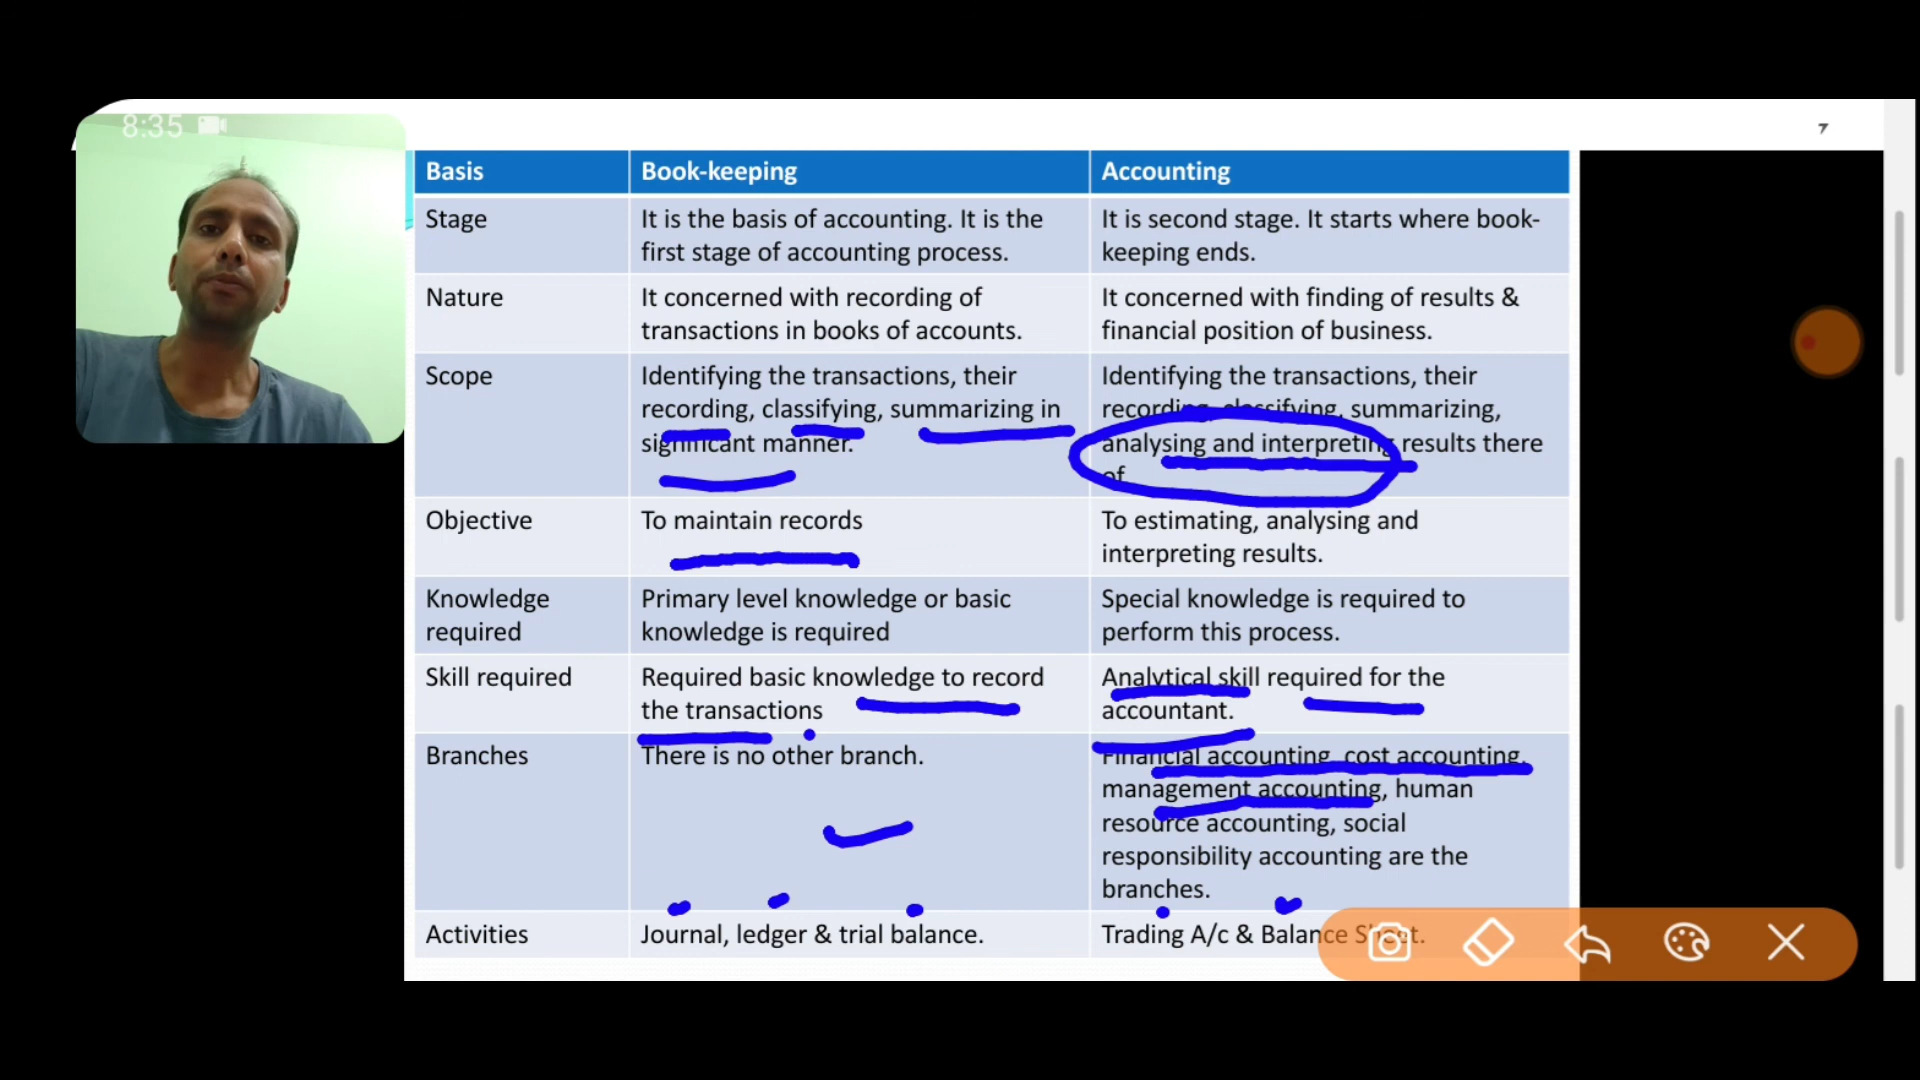 8:35
7
Basis
Book-keeping
Accounting
Stage
It is the basis of accounting. It is the
first stage of accounting process.
It is second stage. It starts where book-
keeping ends.
Nature
It concerned with recording of
transactions in books of accounts.
It concerned with finding of results &
financial position of business.
Scope
Identifying the transactions, their
recording, classifying, summarizing in
significant manner.
Identifying the transactions, their
recording, classifying, summarizing,
analysing and interpreting results there
of
Objective
To maintain records
To estimating, analysing and
interpreting results.
Knowledge
required
Primary level knowledge or basic
knowledge is required
Special knowledge is required to
perform this process.
Skill required
Required basic knowledge to record
the transactions
Analytical skill required for the
accountant.
Branches
There is no other branch.
Financial accounting, cost accounting,
management accounting, human
resource accounting, social
responsibility accounting are the
branches.
Activities
Journal, ledger & trial balance.
Trading A/c & Balance Sheet.